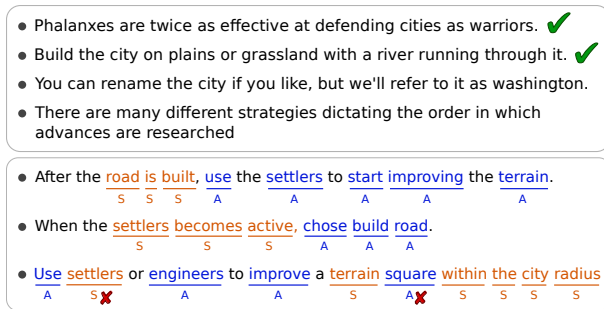 • Phalanxes are twice as effective at defending cities as warriors. ✔
• Build the city on plains or grassland with a river running through it. ✔
• You can rename the city if you like, but we'll refer to it as washington.
• There are many different strategies dictating the order in which
advances are researched
• After the road is built, use the settlers to start improving the terrain.
S S S A A A A A
• When the settlers becomes active, chose build road.
S S S A A A
• Use settlers or engineers to improve a terrain square within the city radius
A S✘ A A S A✘ S S S S